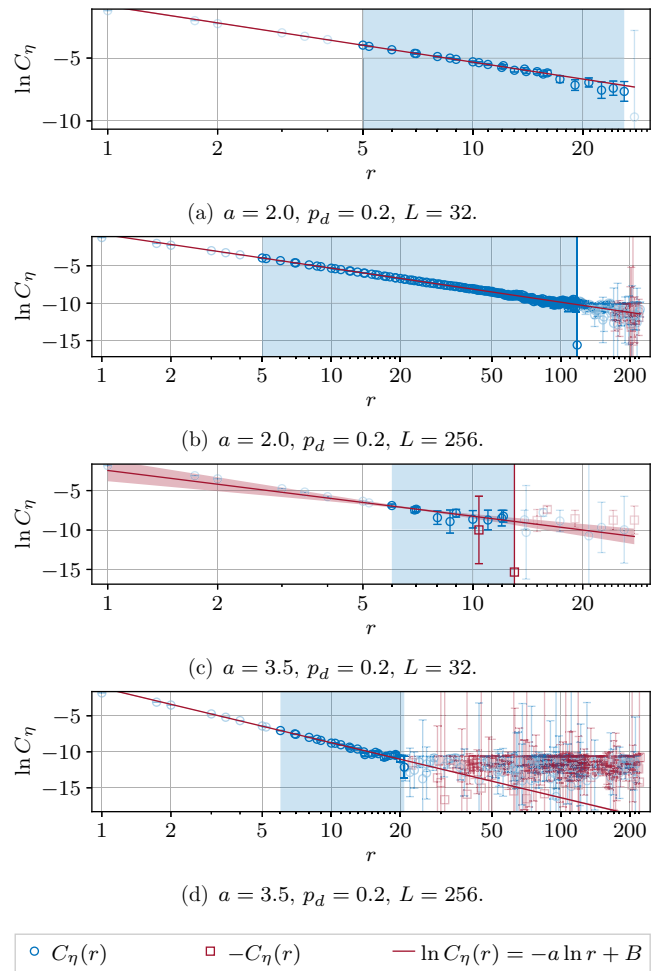 ln C_η
−5
−10
1 2 5 10 20
r
(a) a = 2.0, p_d = 0.2, L = 32.
ln C_η
−5
−10
−15
1 2 5 10 20 50 100 200
r
(b) a = 2.0, p_d = 0.2, L = 256.
ln C_η
−5
−10
−15
1 2 5 10 20
r
(c) a = 3.5, p_d = 0.2, L = 32.
ln C_η
−5
−10
−15
1 2 5 10 20 50 100 200
r
(d) a = 3.5, p_d = 0.2, L = 256.
C_η(r) −C_η(r) ln C_η(r) = −a ln r + B